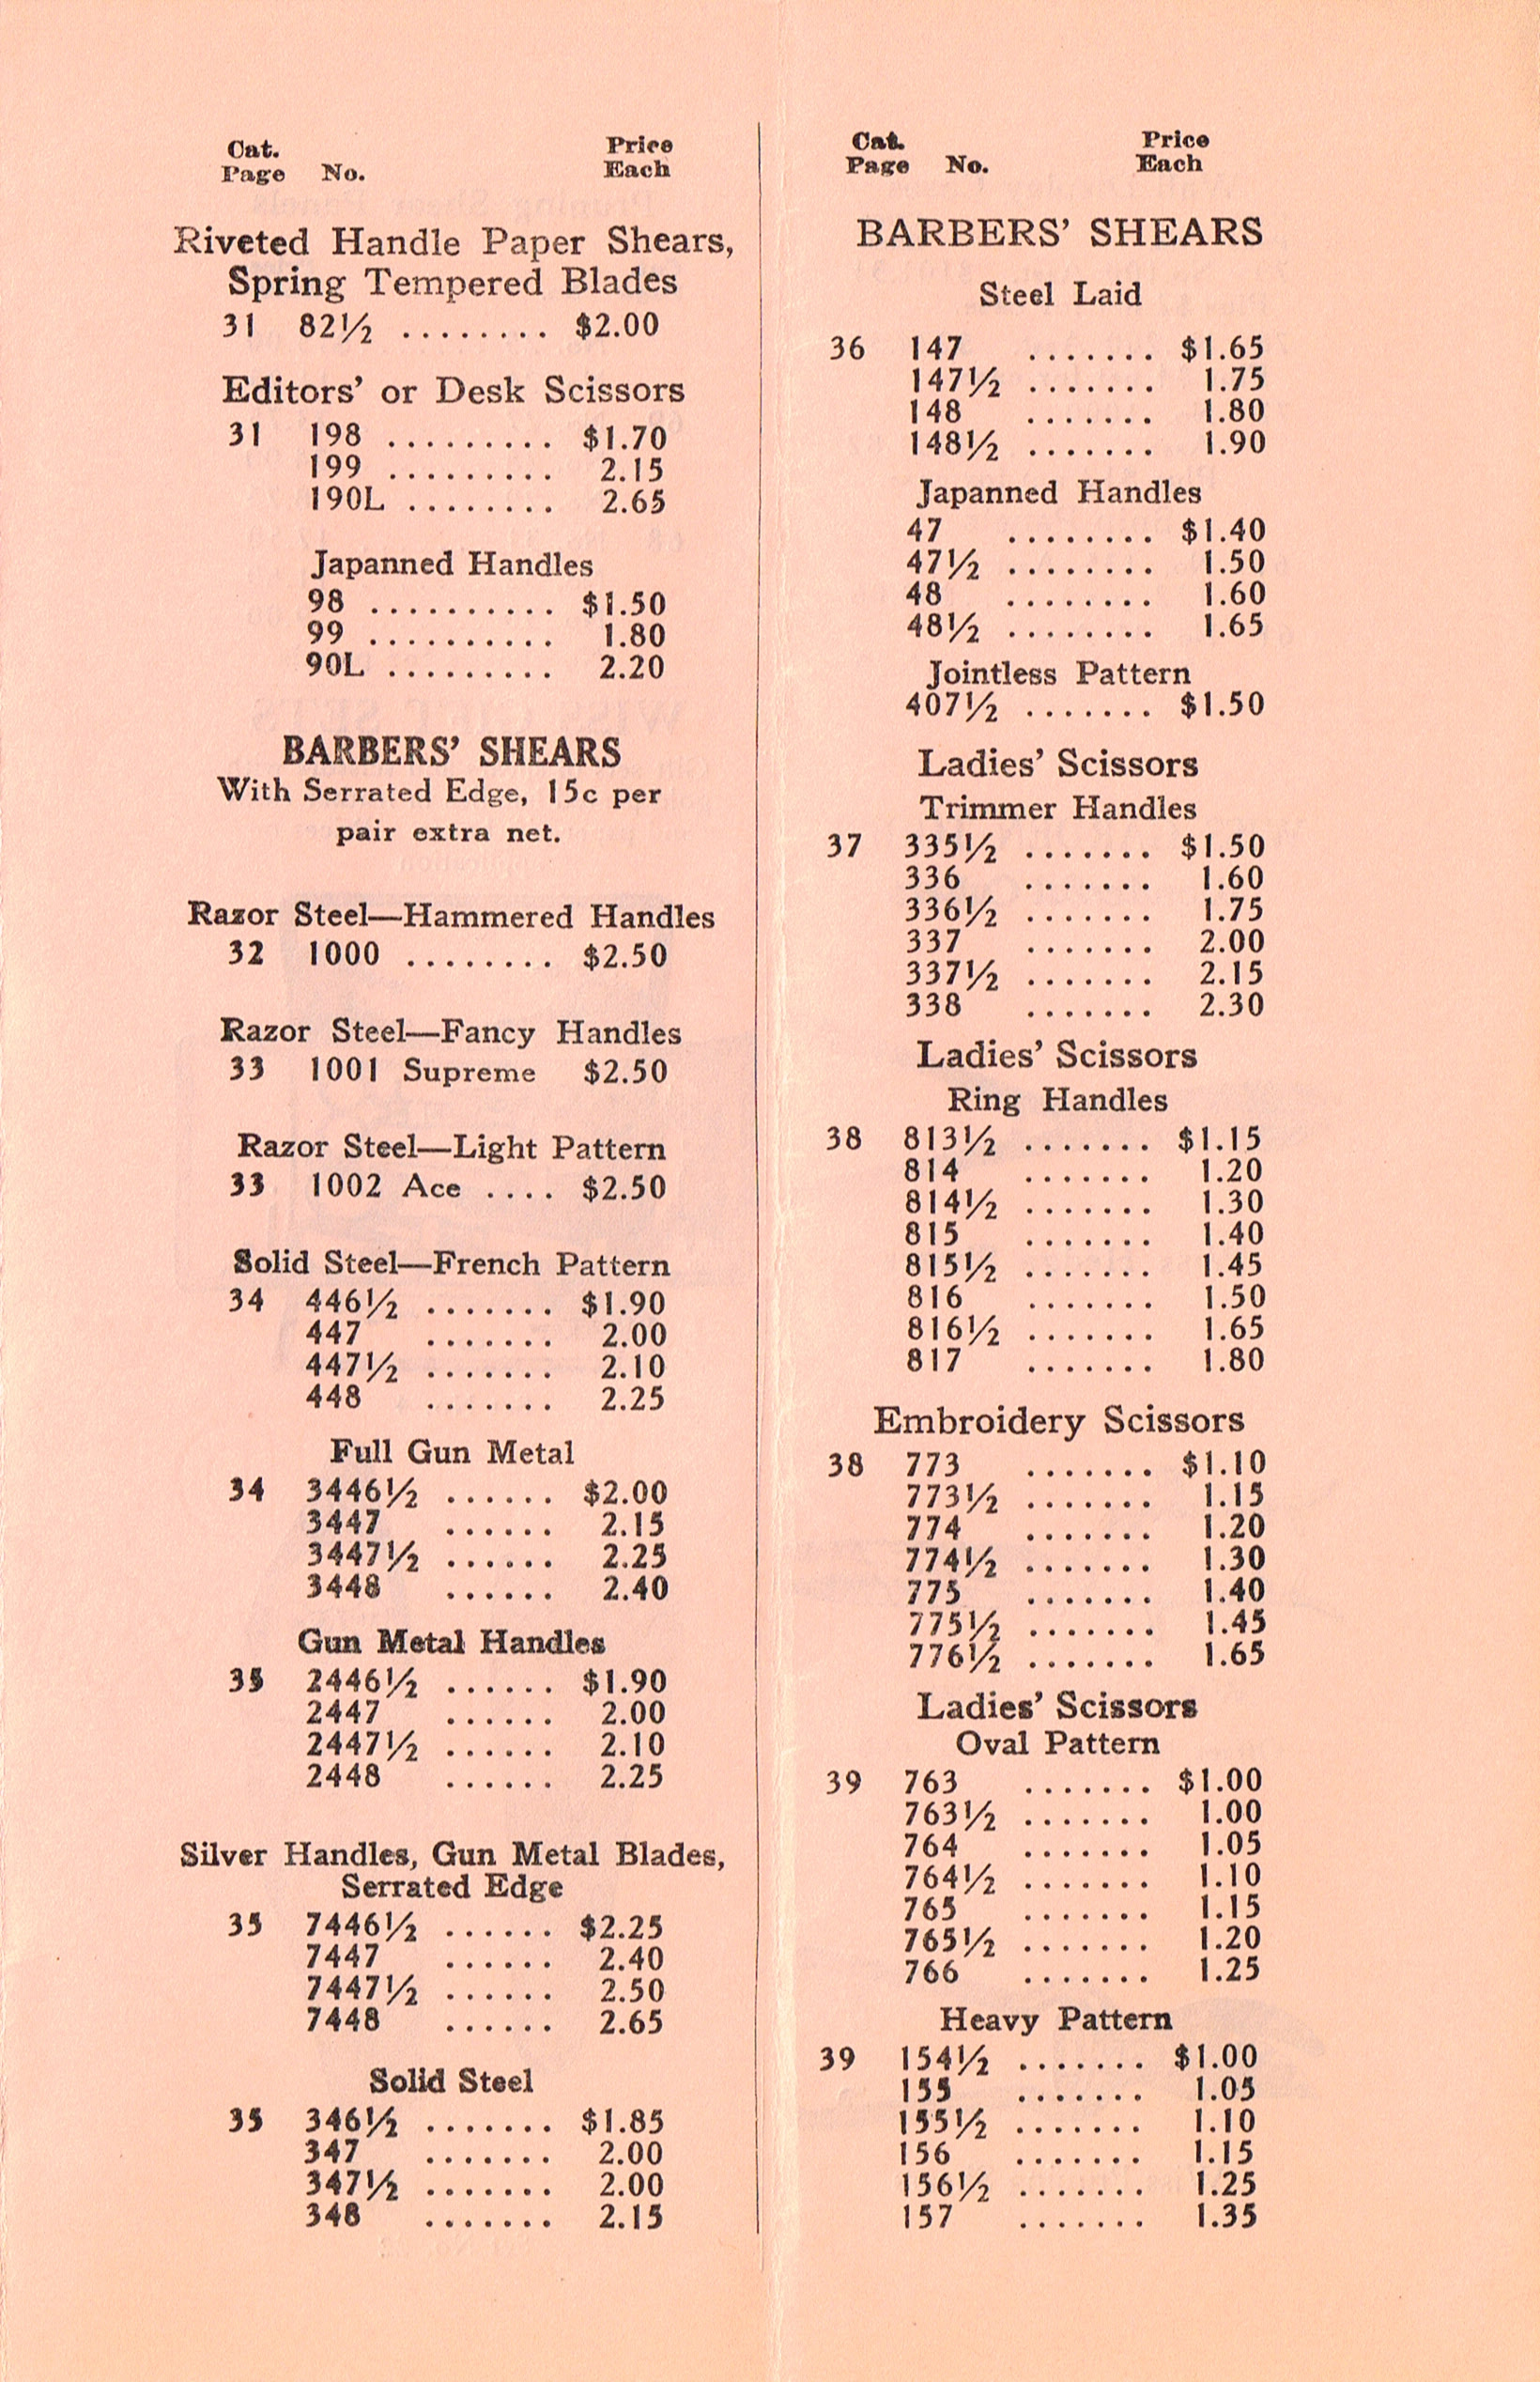 Cat. Price
Page No. Each
Riveted Handle Paper Shears,
Spring Tempered Blades
31 82½ ........ $2.00
Editors' or Desk Scissors
31 198 ......... $1.70
199 ......... 2.15
190L ........ 2.65
Japanned Handles
98 .......... $1.50
99 .......... 1.80
90L ......... 2.20
BARBERS' SHEARS
With Serrated Edge, 15c per
pair extra net.
Razor Steel—Hammered Handles
32 1000 ........ $2.50
Razor Steel—Fancy Handles
33 1001 Supreme $2.50
Razor Steel—Light Pattern
33 1002 Ace .... $2.50
Solid Steel—French Pattern
34 446½ ....... $1.90
447 ....... 2.00
447½ ....... 2.10
448 ....... 2.25
Full Gun Metal
34 3446½ ...... $2.00
3447 ...... 2.15
3447½ ...... 2.25
3448 ...... 2.40
Gun Metal Handles
35 2446½ ...... $1.90
2447 ...... 2.00
2447½ ...... 2.10
2448 ...... 2.25
Silver Handles, Gun Metal Blades,
Serrated Edge
35 7446½ ...... $2.25
7447 ...... 2.40
7447½ ...... 2.50
7448 ...... 2.65
Solid Steel
35 346½ ....... $1.85
347 ....... 2.00
347½ ....... 2.00
348 ....... 2.15
Cat. Price
Page No. Each
BARBERS' SHEARS
Steel Laid
36 147 ....... $1.65
147½ ....... 1.75
148 ....... 1.80
148½ ....... 1.90
Japanned Handles
47 ........ $1.40
47½ ........ 1.50
48 ........ 1.60
48½ ........ 1.65
Jointless Pattern
407½ ....... $1.50
Ladies' Scissors
Trimmer Handles
37 335½ ....... $1.50
336 ....... 1.60
336½ ....... 1.75
337 ....... 2.00
337½ ....... 2.15
338 ....... 2.30
Ladies' Scissors
Ring Handles
38 813½ ....... $1.15
814 ....... 1.20
814½ ....... 1.30
815 ....... 1.40
815½ ....... 1.45
816 ....... 1.50
816½ ....... 1.65
817 ....... 1.80
Embroidery Scissors
38 773 ....... $1.10
773½ ....... 1.15
774 ....... 1.20
774½ ....... 1.30
775 ....... 1.40
775½ ....... 1.45
776½ ....... 1.65
Ladies' Scissors
Oval Pattern
39 763 ....... $1.00
763½ ....... 1.00
764 ....... 1.05
764½ ....... 1.10
765 ....... 1.15
765½ ....... 1.20
766 ....... 1.25
Heavy Pattern
39 154½ ....... $1.00
155 ....... 1.05
155½ ....... 1.10
156 ....... 1.15
156½ ....... 1.25
157 ....... 1.35